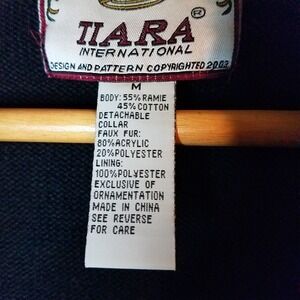 TIARA ®
INTERNATIONAL
DESIGN AND PATTERN COPYRIGHTED 2002
M
BODY: 55% RAMIE
45% COTTON
DETACHABLE
COLLAR
FAUX FUR:
80%ACRYLIC
20%POLYESTER
LINING:
100%POLYESTER
EXCLUSIVE OF
ORNAMENTATION
MADE IN CHINA
SEE REVERSE
FOR CARE